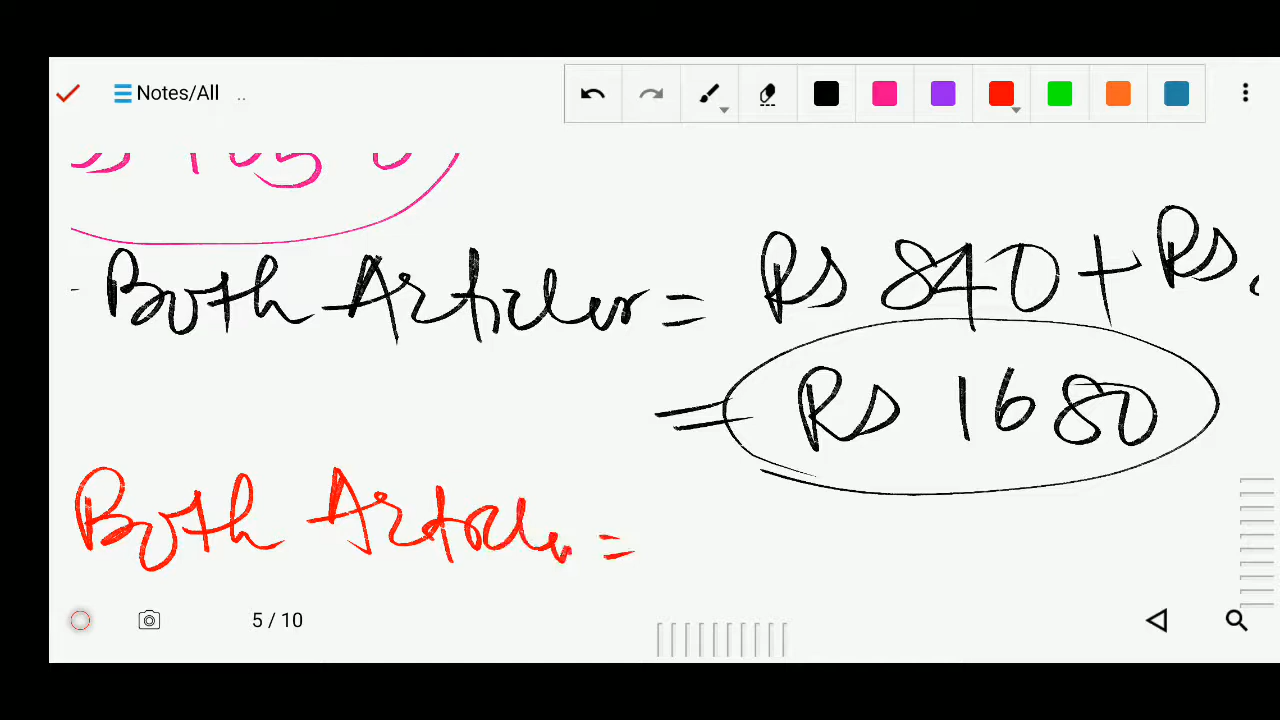 Notes/All ..
Both Articles = Rs 840 + Rs.
= Rs 1680
Both Articles =
5 / 10